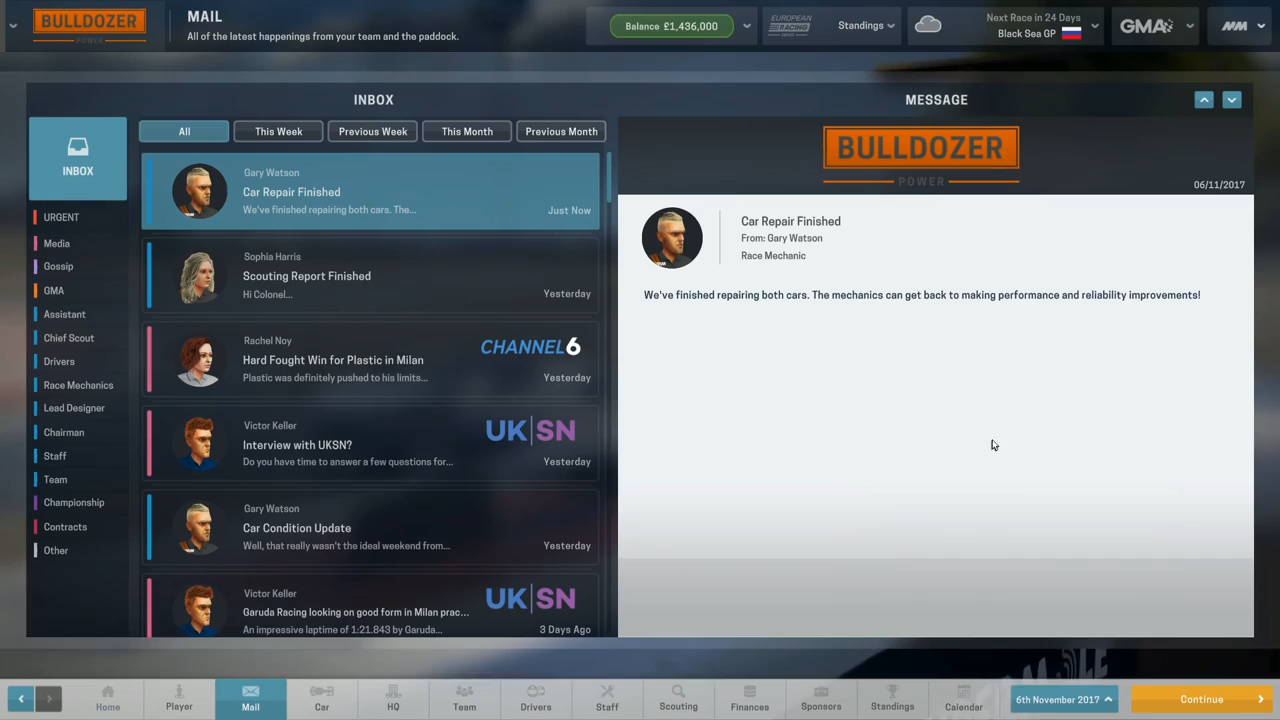 BULLDOZER
POWER
MAIL
All of the latest happenings from your team and the paddock.
Balance £1,436,000
EUROPEAN
RACING
SERIES
Standings
Next Race in 24 Days
Black Sea GP
GMA
INBOX
MESSAGE
INBOX
URGENT
Media
Gossip
GMA
Assistant
Chief Scout
Drivers
Race Mechanics
Lead Designer
Chairman
Staff
Team
Championship
Contracts
Other
All
This Week
Previous Week
This Month
Previous Month
Gary Watson
Car Repair Finished
We've finished repairing both cars. The...
Just Now
Sophia Harris
Scouting Report Finished
Hi Colonel...
Yesterday
Rachel Noy
Hard Fought Win for Plastic in Milan
Plastic was definitely pushed to his limits...
CHANNEL6
Yesterday
Victor Keller
Interview with UKSN?
Do you have time to answer a few questions for...
UK|SN
Yesterday
Gary Watson
Car Condition Update
Well, that really wasn't the ideal weekend from...
Yesterday
Victor Keller
Garuda Racing looking on good form in Milan prac...
An impressive laptime of 1:21.843 by Garuda...
UK|SN
3 Days Ago
BULLDOZER
POWER
06/11/2017
Car Repair Finished
From: Gary Watson
Race Mechanic
We've finished repairing both cars. The mechanics can get back to making performance and reliability improvements!
Home
Player
Mail
Car
HQ
Team
Drivers
Staff
Scouting
Finances
Sponsors
Standings
Calendar
6th November 2017
Continue